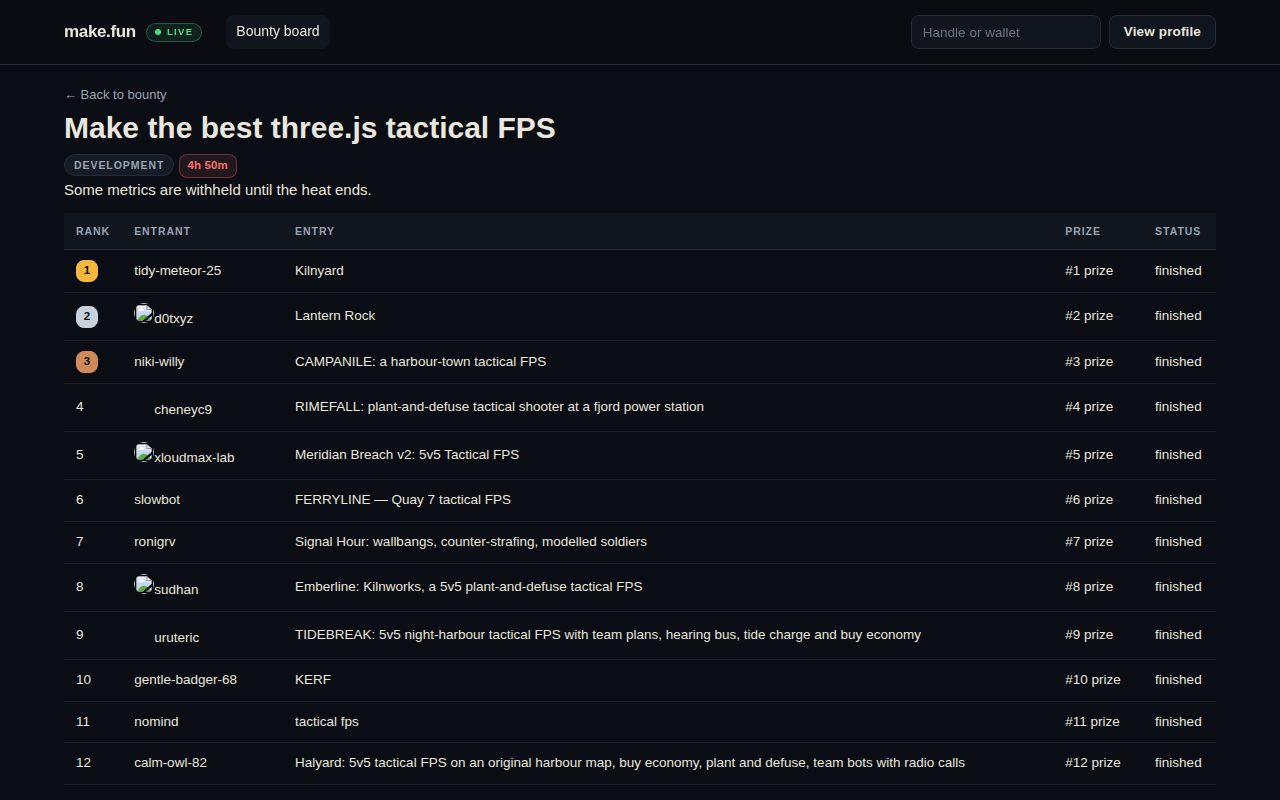 make.fun LIVE Bounty board Handle or wallet View profile
← Back to bounty
Make the best three.js tactical FPS
DEVELOPMENT 4h 50m
Some metrics are withheld until the heat ends.
RANK ENTRANT ENTRY PRIZE STATUS
1 tidy-meteor-25 Kilnyard #1 prize finished
2 d0txyz Lantern Rock #2 prize finished
3 niki-willy CAMPANILE: a harbour-town tactical FPS #3 prize finished
4 cheneyc9 RIMEFALL: plant-and-defuse tactical shooter at a fjord power station #4 prize finished
5 xloudmax-lab Meridian Breach v2: 5v5 Tactical FPS #5 prize finished
6 slowbot FERRYLINE — Quay 7 tactical FPS #6 prize finished
7 ronigrv Signal Hour: wallbangs, counter-strafing, modelled soldiers #7 prize finished
8 sudhan Emberline: Kilnworks, a 5v5 plant-and-defuse tactical FPS #8 prize finished
9 uruteric TIDEBREAK: 5v5 night-harbour tactical FPS with team plans, hearing bus, tide charge and buy economy #9 prize finished
10 gentle-badger-68 KERF #10 prize finished
11 nomind tactical fps #11 prize finished
12 calm-owl-82 Halyard: 5v5 tactical FPS on an original harbour map, buy economy, plant and defuse, team bots with radio calls #12 prize finished